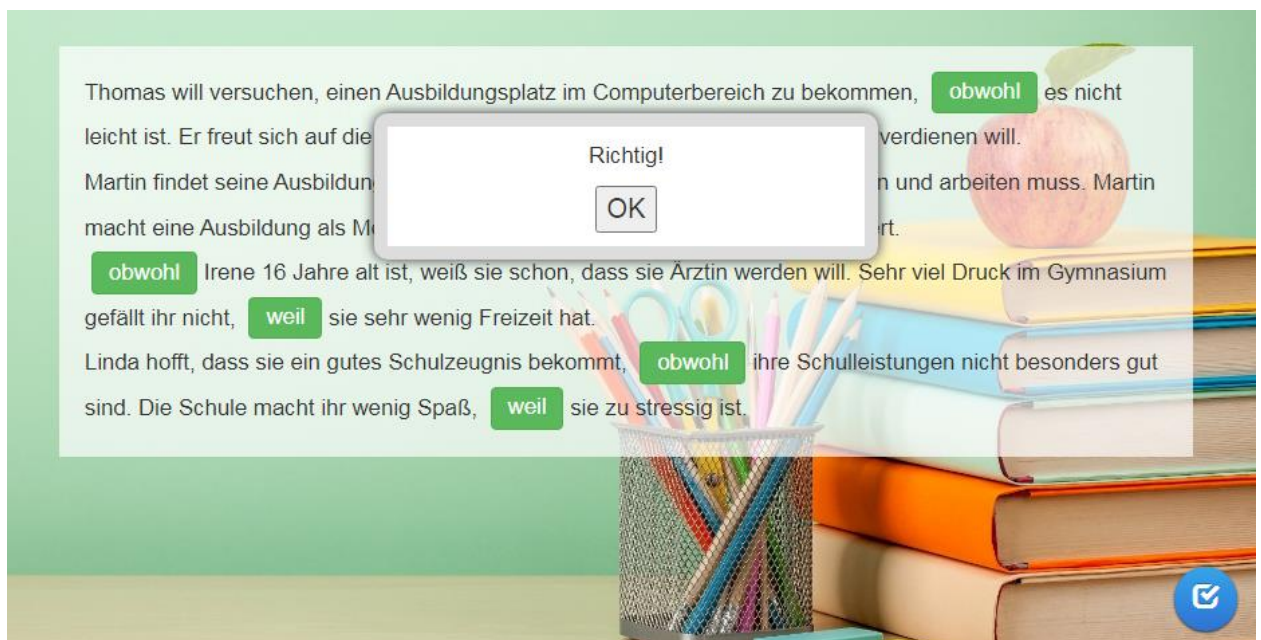 Thomas will versuchen, einen Ausbildungsplatz im Computerbereich zu bekommen, obwohl es nicht
leicht ist. Er freut sich auf die verdienen will.
Richtig!
Martin findet seine und arbeiten muss. Martin
OK
macht eine Ausbildung als
obwohl Irene 16 Jahre alt ist, weiß sie schon, dass sie Ärztin werden will. Sehr viel Druck im Gymnasium
gefällt ihr nicht, weil sie sehr wenig Freizeit hat.
Linda hofft, dass sie ein gutes Schulzeugnis bekommt, obwohl ihre Schulleistungen nicht besonders gut
sind. Die Schule macht ihr wenig Spaß, weil sie zu stressig ist.